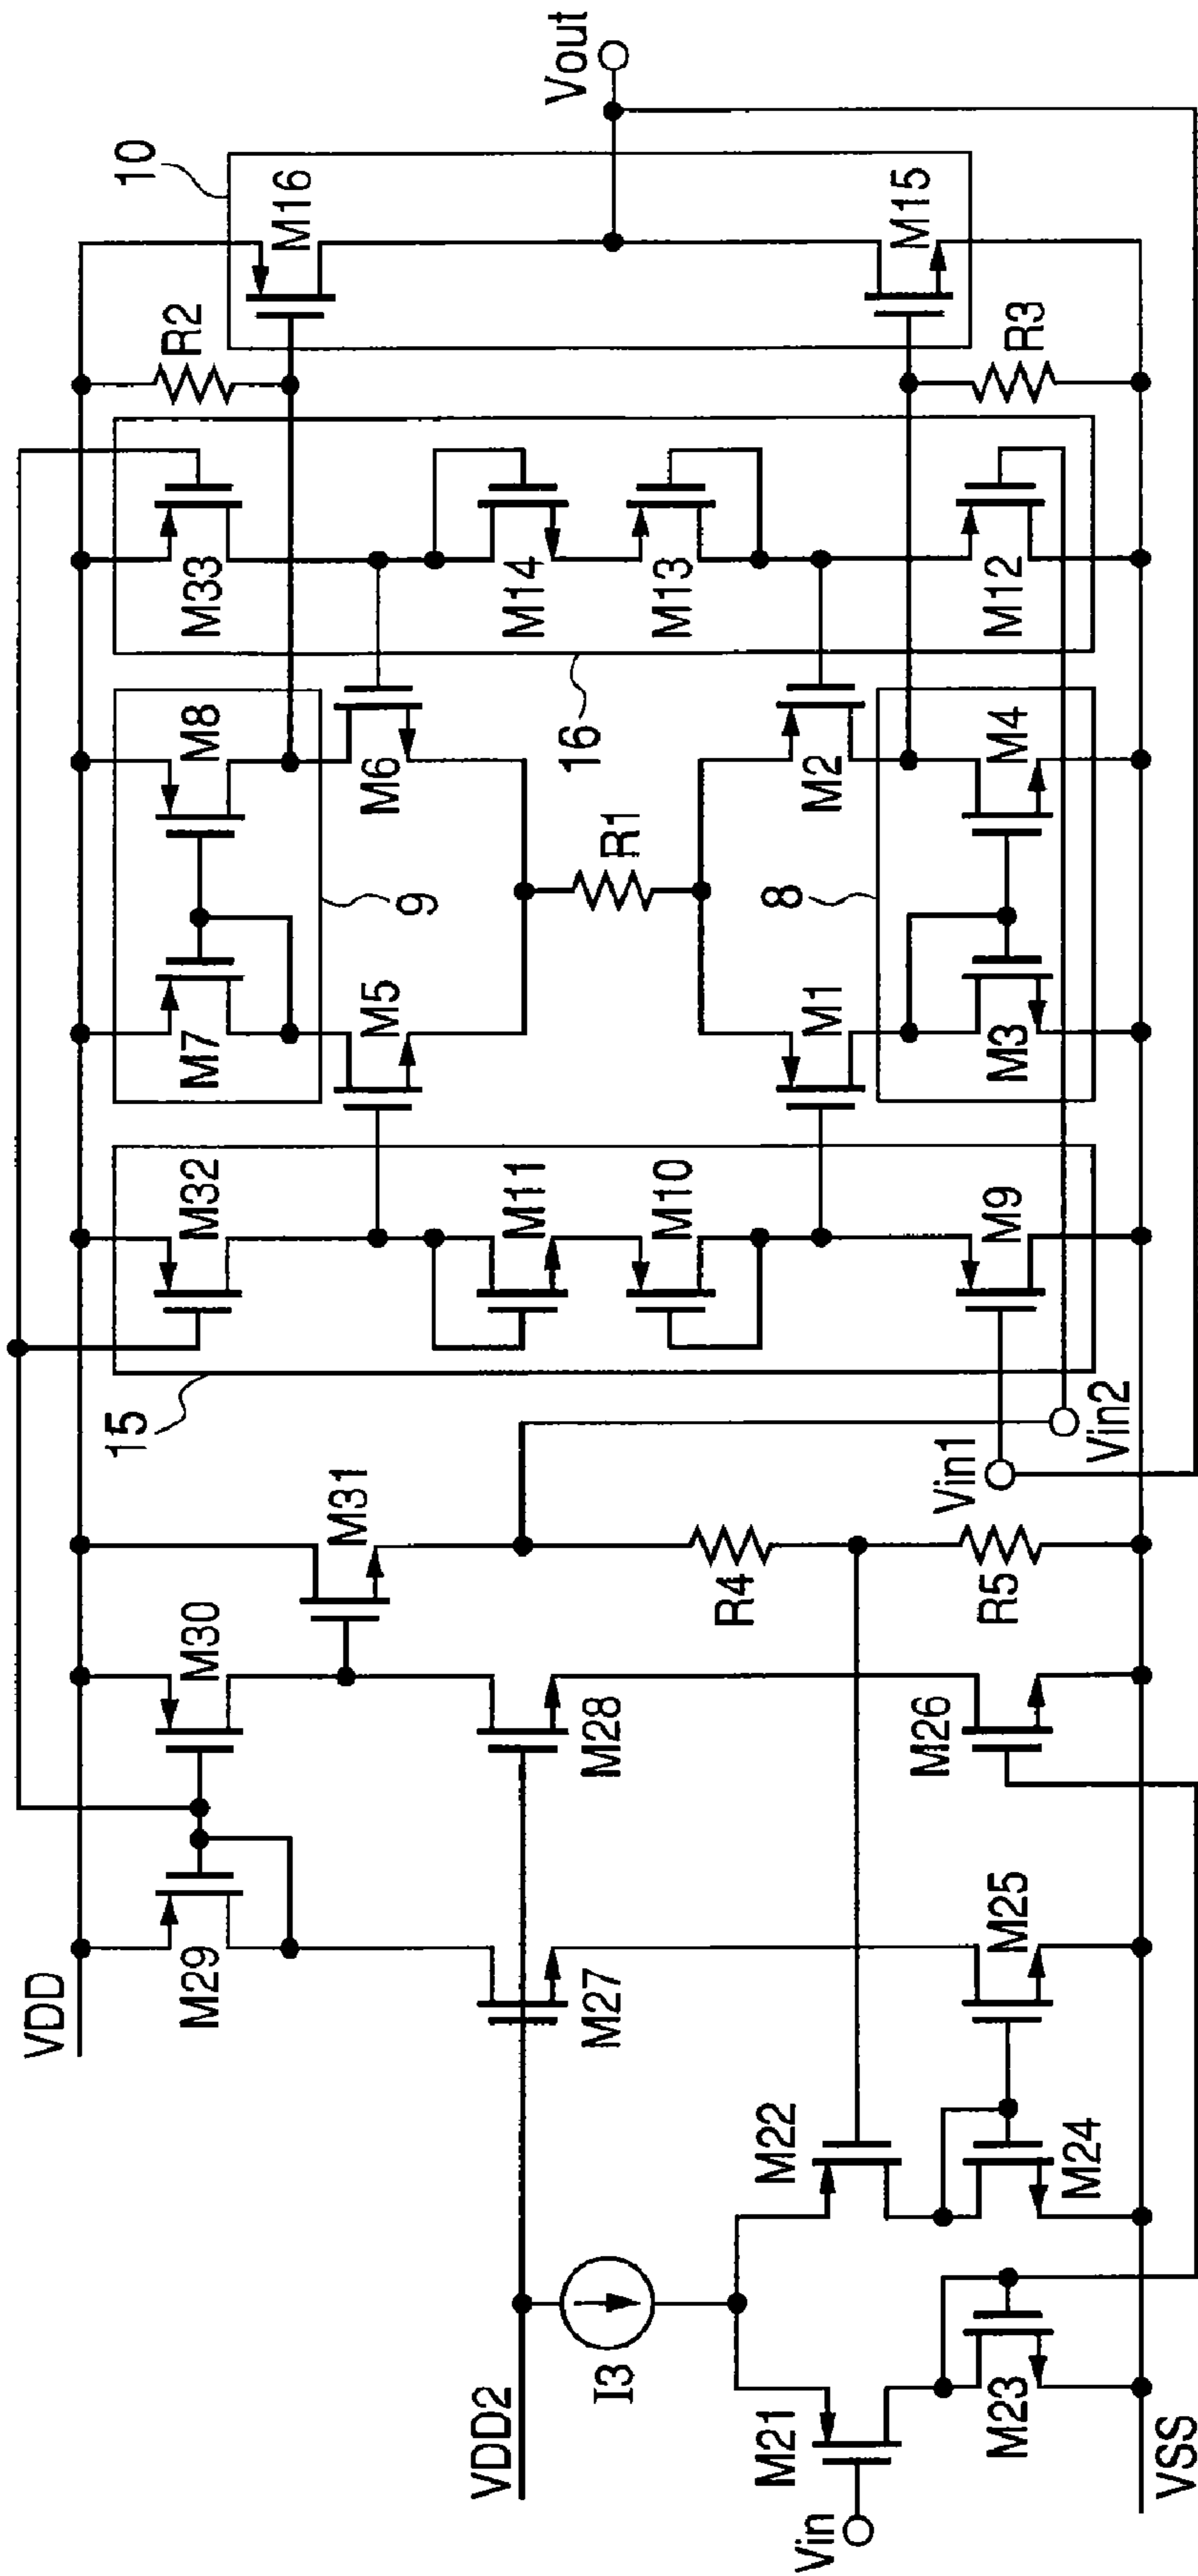 VDD
VDD2
VSS
Vin
I3
M21
M22
M23
M24
M25
M26
M27
M28
M29
M30
M31
R4
R5
Vin1
Vin2
15
M32
M11
M10
M9
M7
M8
9
M5
M6
R1
M1
M2
8
M3
M4
16
M33
M14
M13
M12
R2
R3
10
M16
M15
Vout